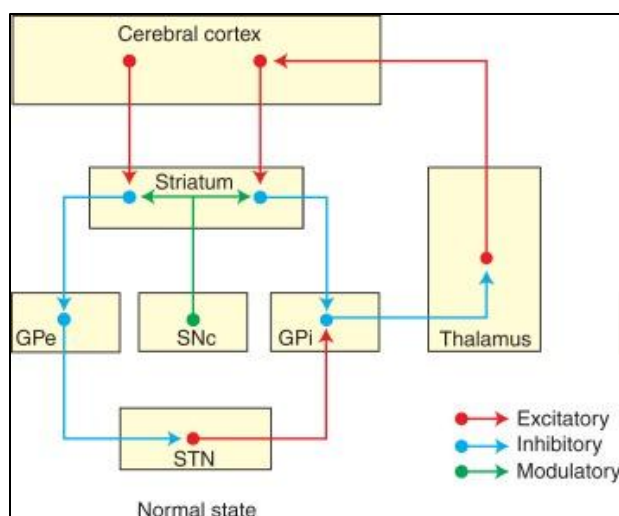 Cerebral cortex
Striatum
GPe
SNc
GPi
Thalamus
STN
Excitatory
Inhibitory
Modulatory
Normal state